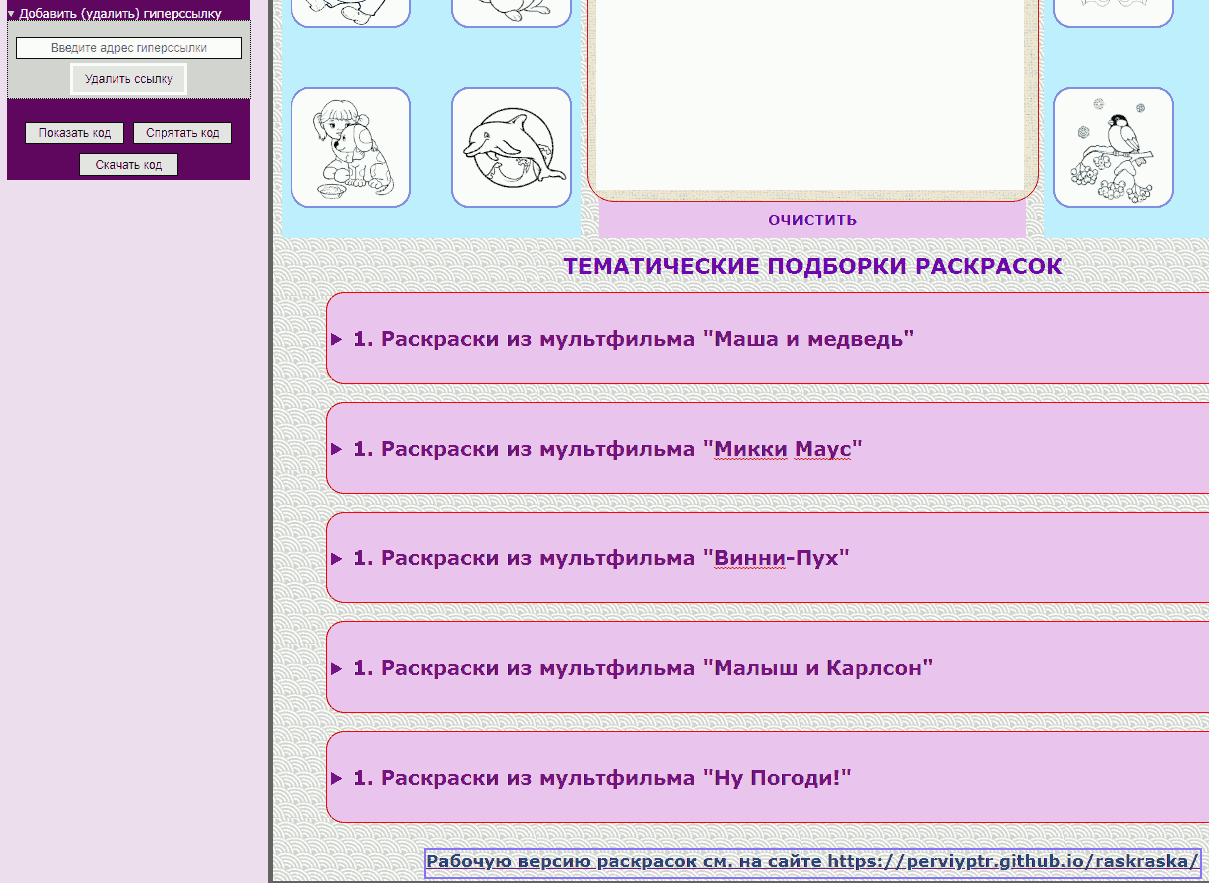 ▼ Добавить (удалить) гиперссылку
Введите адрес гиперссылки
Удалить ссылку
Показать код Спрятать код
Скачать код
ОЧИСТИТЬ
ТЕМАТИЧЕСКИЕ ПОДБОРКИ РАСКРАСОК
▶ 1. Раскраски из мультфильма "Маша и медведь"
▶ 1. Раскраски из мультфильма "Микки Маус"
▶ 1. Раскраски из мультфильма "Винни-Пух"
▶ 1. Раскраски из мультфильма "Малыш и Карлсон"
▶ 1. Раскраски из мультфильма "Ну Погоди!"
Рабочую версию раскрасок см. на сайте https://perviyptr.github.io/raskraska/